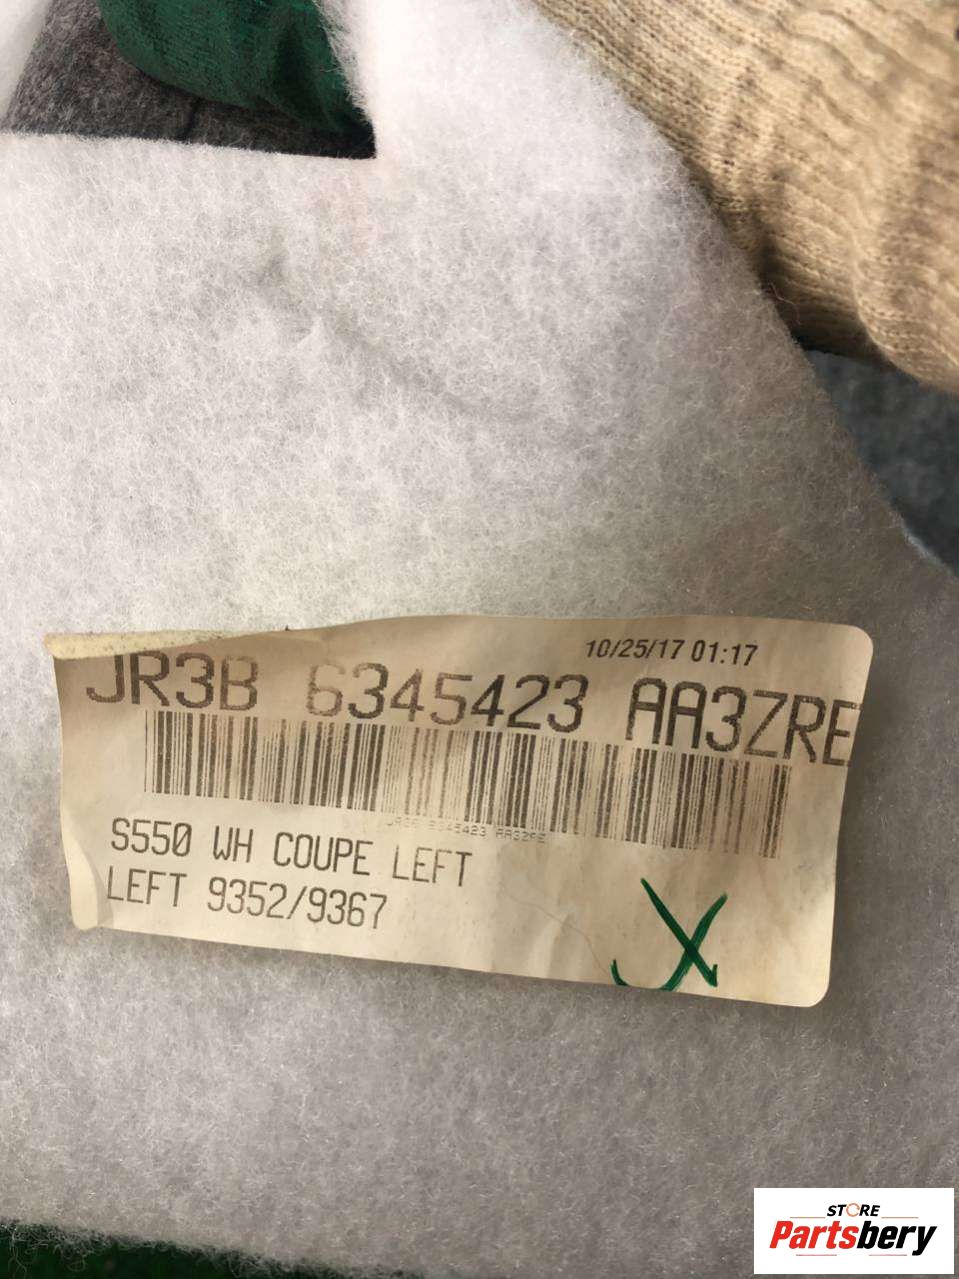 10/25/17 01:17
JR3B 6345423 AA3ZRE
JR3B 6345423 AA3ZRE
S550 WH COUPE LEFT
LEFT 9352/9367
X
STORE
Partsbery